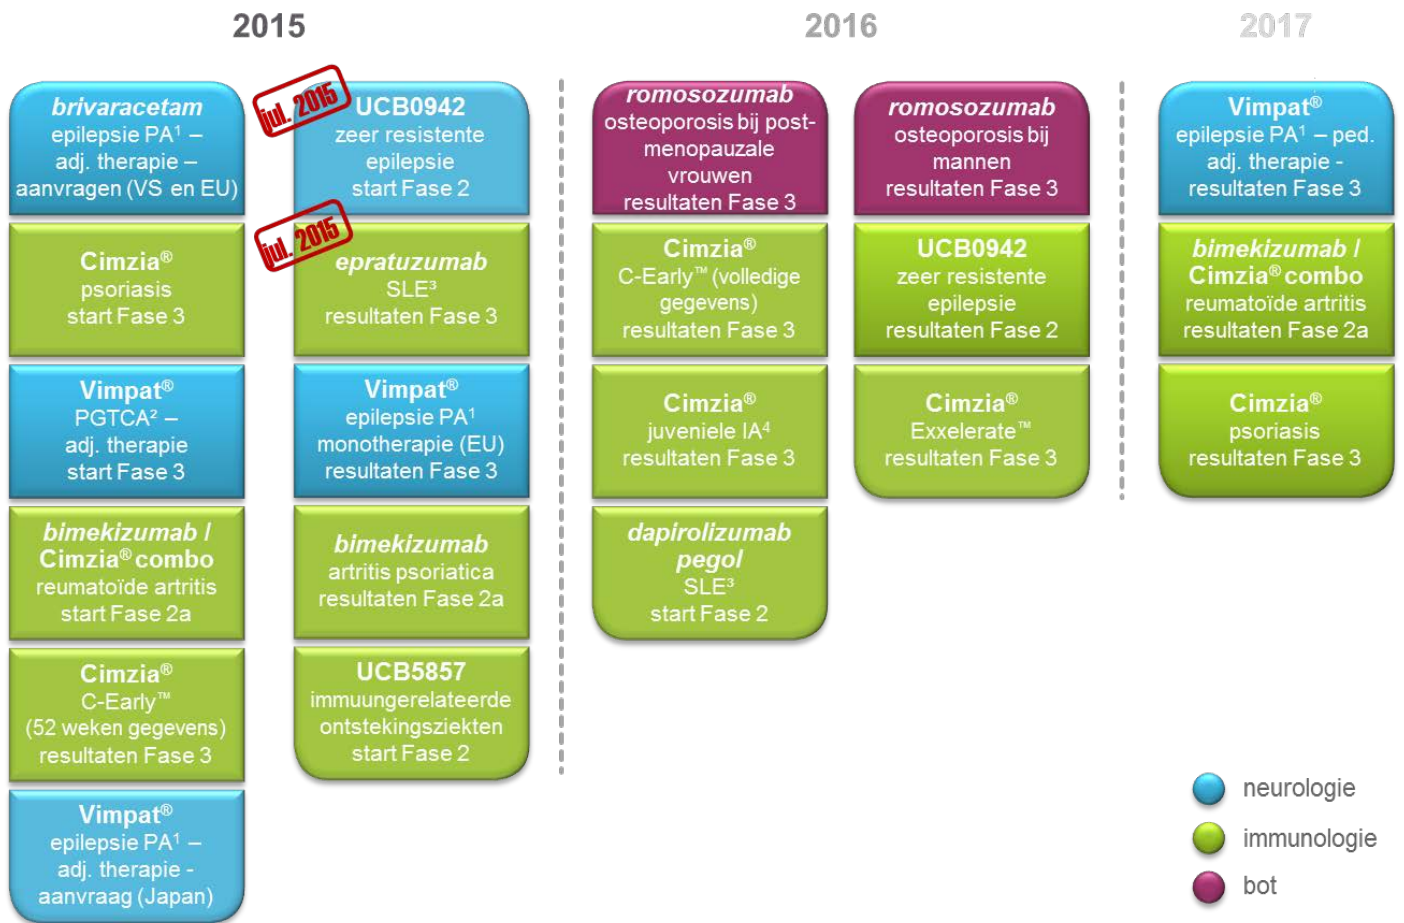 2015
brivaracetam
epilepsie PA¹ –
adj. therapie –
aanvragen (VS en EU)
Cimzia®
psoriasis
start Fase 3
Vimpat®
PGTCA² –
adj. therapie
start Fase 3
bimekizumab /
Cimzia® combo
reumatoïde artritis
start Fase 2a
Cimzia®
C-Early™
(52 weken gegevens)
resultaten Fase 3
Vimpat®
epilepsie PA¹ –
adj. therapie -
aanvraag (Japan)
jul. 2015
UCB0942
zeer resistente
epilepsie
start Fase 2
jul. 2015
epratuzumab
SLE³
resultaten Fase 3
Vimpat®
epilepsie PA¹
monotherapie (EU)
resultaten Fase 3
bimekizumab
artritis psoriatica
resultaten Fase 2a
UCB5857
immuungerelateerde
ontstekingsziekten
start Fase 2
2016
romosozumab
osteoporosis bij post-
menopauzale
vrouwen
resultaten Fase 3
Cimzia®
C-Early™ (volledige
gegevens)
resultaten Fase 3
Cimzia®
juveniele IA⁴
resultaten Fase 3
dapirolizumab
pegol
SLE³
start Fase 2
romosozumab
osteoporosis bij
mannen
resultaten Fase 3
UCB0942
zeer resistente
epilepsie
resultaten Fase 2
Cimzia®
Exxelerate™
resultaten Fase 3
2017
Vimpat®
epilepsie PA¹ – ped.
adj. therapie -
resultaten Fase 3
bimekizumab /
Cimzia® combo
reumatoïde artritis
resultaten Fase 2a
Cimzia®
psoriasis
resultaten Fase 3
neurologie
immunologie
bot